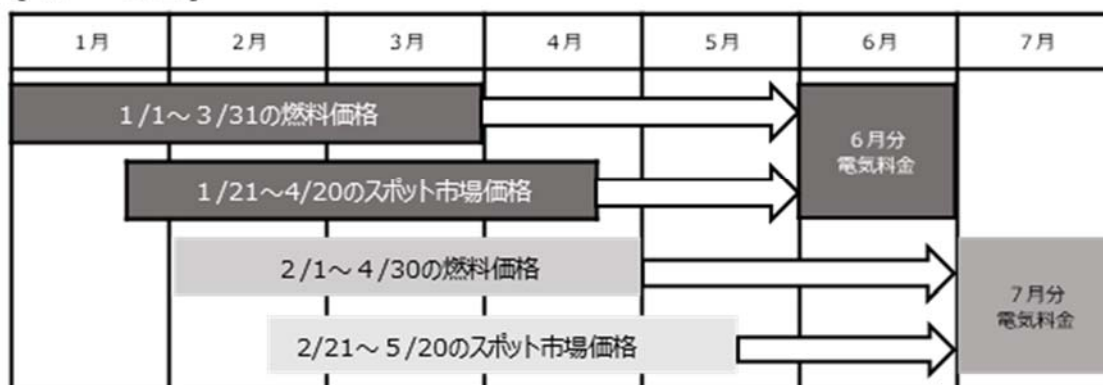 1月 2月 3月 4月 5月 6月 7月
1/1～3/31の燃料価格
6月分
電気料金
1/21～4/20のスポット市場価格
2/1～4/30の燃料価格
7月分
電気料金
2/21～5/20のスポット市場価格